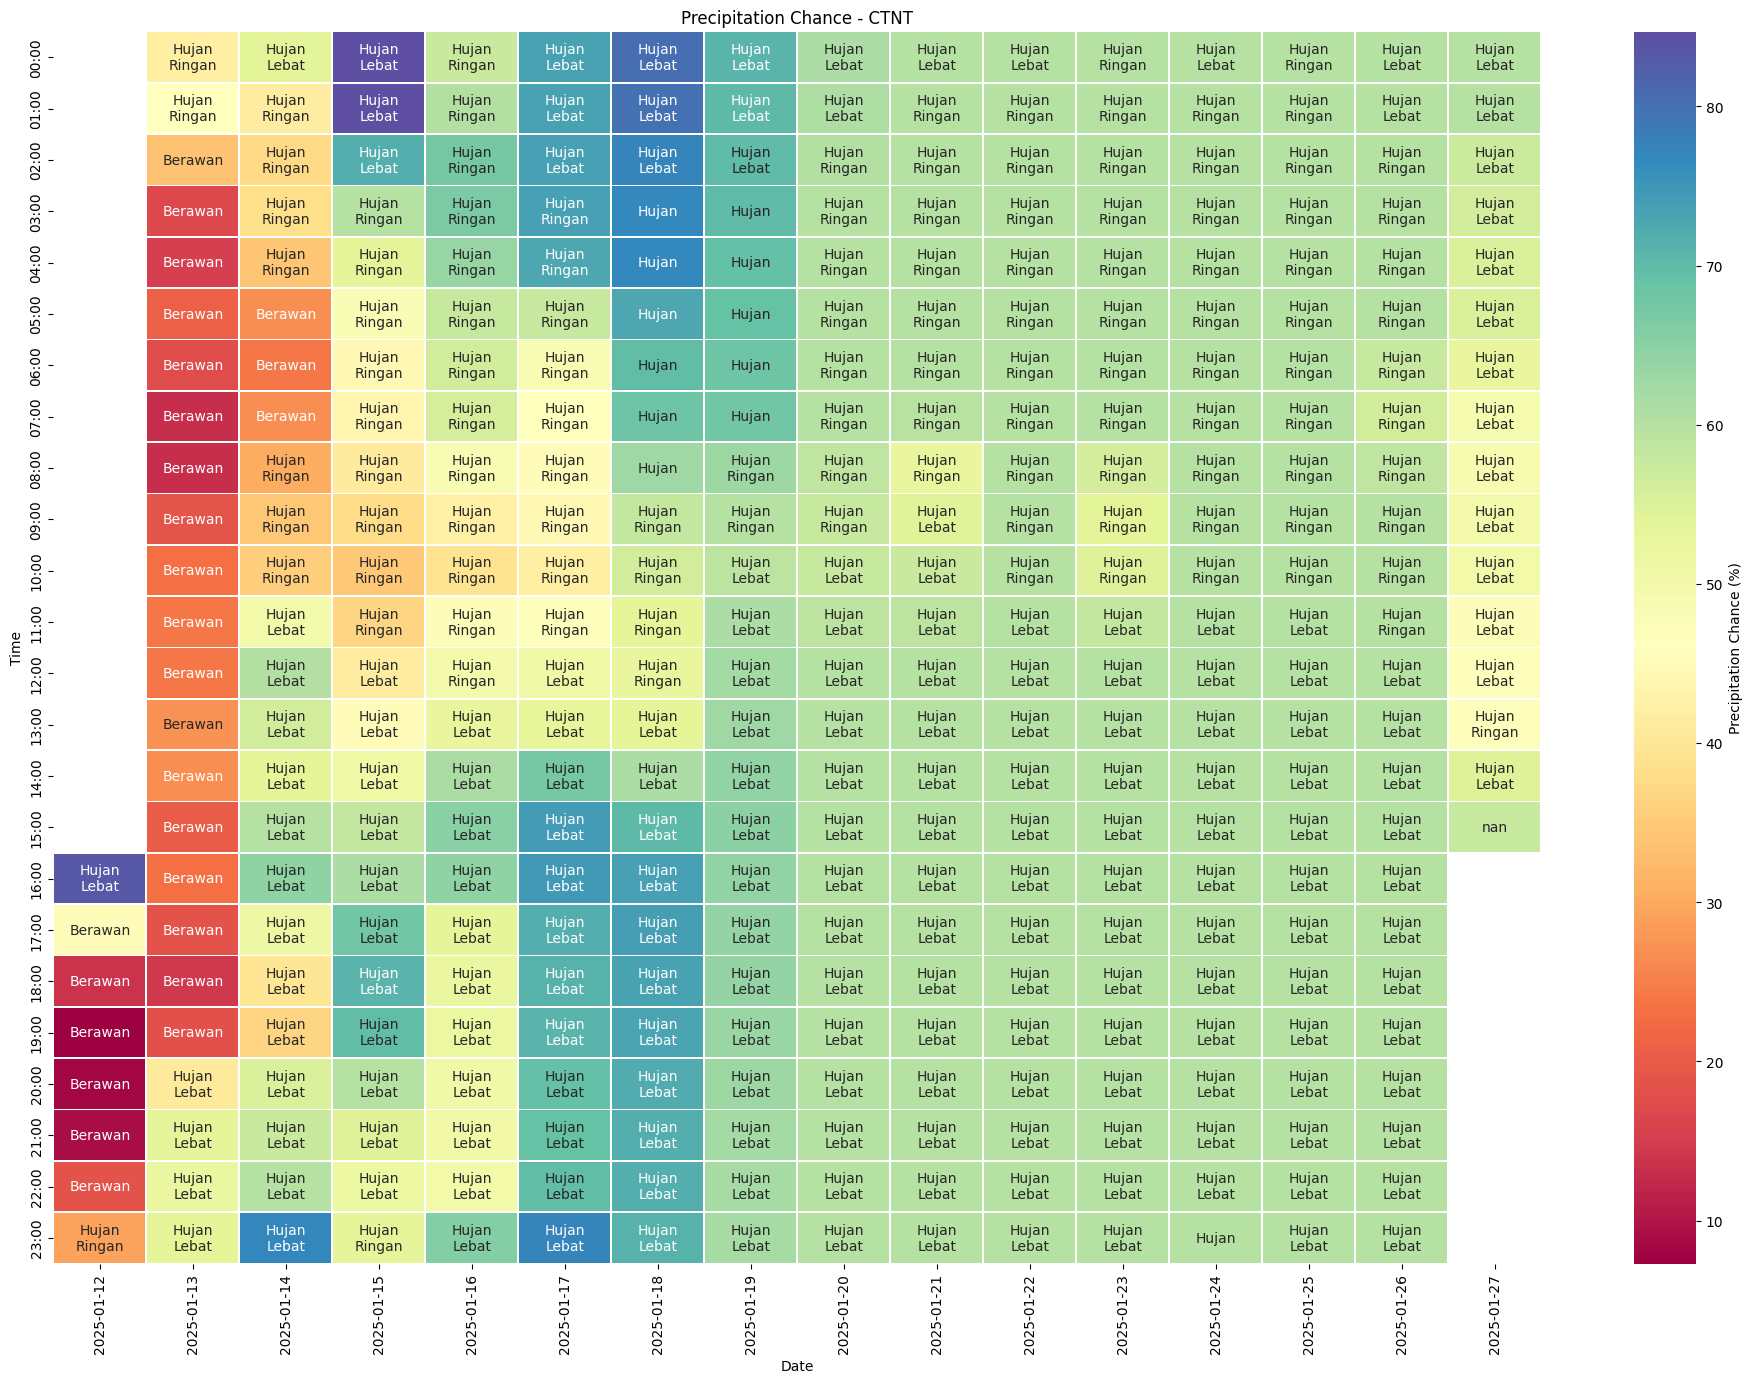 Precipitation Chance - CTNT
00:00 Hujan Ringan Hujan Lebat Hujan Lebat Hujan Ringan Hujan Lebat Hujan Lebat Hujan Lebat Hujan Lebat Hujan Lebat Hujan Lebat Hujan Ringan Hujan Lebat Hujan Ringan Hujan Lebat Hujan Lebat
01:00 Hujan Ringan Hujan Ringan Hujan Lebat Hujan Ringan Hujan Lebat Hujan Lebat Hujan Lebat Hujan Lebat Hujan Ringan Hujan Ringan Hujan Ringan Hujan Ringan Hujan Ringan Hujan Lebat Hujan Lebat
02:00 Berawan Hujan Ringan Hujan Lebat Hujan Ringan Hujan Lebat Hujan Lebat Hujan Lebat Hujan Ringan Hujan Ringan Hujan Ringan Hujan Ringan Hujan Ringan Hujan Ringan Hujan Ringan Hujan Lebat
03:00 Berawan Hujan Ringan Hujan Ringan Hujan Ringan Hujan Ringan Hujan Hujan Hujan Ringan Hujan Ringan Hujan Ringan Hujan Ringan Hujan Ringan Hujan Ringan Hujan Ringan Hujan Lebat
04:00 Berawan Hujan Ringan Hujan Ringan Hujan Ringan Hujan Ringan Hujan Hujan Hujan Ringan Hujan Ringan Hujan Ringan Hujan Ringan Hujan Ringan Hujan Ringan Hujan Ringan Hujan Lebat
05:00 Berawan Berawan Hujan Ringan Hujan Ringan Hujan Ringan Hujan Hujan Hujan Ringan Hujan Ringan Hujan Ringan Hujan Ringan Hujan Ringan Hujan Ringan Hujan Ringan Hujan Lebat
06:00 Berawan Berawan Hujan Ringan Hujan Ringan Hujan Ringan Hujan Hujan Hujan Ringan Hujan Ringan Hujan Ringan Hujan Ringan Hujan Ringan Hujan Ringan Hujan Ringan Hujan Lebat
07:00 Berawan Berawan Hujan Ringan Hujan Ringan Hujan Ringan Hujan Hujan Hujan Ringan Hujan Ringan Hujan Ringan Hujan Ringan Hujan Ringan Hujan Ringan Hujan Ringan Hujan Lebat
08:00 Berawan Hujan Ringan Hujan Ringan Hujan Ringan Hujan Ringan Hujan Hujan Ringan Hujan Ringan Hujan Ringan Hujan Ringan Hujan Ringan Hujan Ringan Hujan Ringan Hujan Ringan Hujan Lebat
09:00 Berawan Hujan Ringan Hujan Ringan Hujan Ringan Hujan Ringan Hujan Ringan Hujan Ringan Hujan Ringan Hujan Lebat Hujan Ringan Hujan Ringan Hujan Ringan Hujan Ringan Hujan Ringan Hujan Lebat
10:00 Berawan Hujan Ringan Hujan Ringan Hujan Ringan Hujan Ringan Hujan Ringan Hujan Lebat Hujan Lebat Hujan Lebat Hujan Ringan Hujan Ringan Hujan Ringan Hujan Ringan Hujan Ringan Hujan Lebat
11:00 Berawan Hujan Lebat Hujan Ringan Hujan Ringan Hujan Ringan Hujan Ringan Hujan Lebat Hujan Lebat Hujan Lebat Hujan Lebat Hujan Lebat Hujan Lebat Hujan Lebat Hujan Ringan Hujan Lebat
12:00 Berawan Hujan Lebat Hujan Lebat Hujan Ringan Hujan Lebat Hujan Ringan Hujan Lebat Hujan Lebat Hujan Lebat Hujan Lebat Hujan Lebat Hujan Lebat Hujan Lebat Hujan Lebat Hujan Lebat
13:00 Berawan Hujan Lebat Hujan Lebat Hujan Lebat Hujan Lebat Hujan Lebat Hujan Lebat Hujan Lebat Hujan Lebat Hujan Lebat Hujan Lebat Hujan Lebat Hujan Lebat Hujan Lebat Hujan Ringan
14:00 Berawan Hujan Lebat Hujan Lebat Hujan Lebat Hujan Lebat Hujan Lebat Hujan Lebat Hujan Lebat Hujan Lebat Hujan Lebat Hujan Lebat Hujan Lebat Hujan Lebat Hujan Lebat Hujan Lebat
15:00 Berawan Hujan Lebat Hujan Lebat Hujan Lebat Hujan Lebat Hujan Lebat Hujan Lebat Hujan Lebat Hujan Lebat Hujan Lebat Hujan Lebat Hujan Lebat Hujan Lebat Hujan Lebat nan
16:00 Hujan Lebat Berawan Hujan Lebat Hujan Lebat Hujan Lebat Hujan Lebat Hujan Lebat Hujan Lebat Hujan Lebat Hujan Lebat Hujan Lebat Hujan Lebat Hujan Lebat Hujan Lebat Hujan Lebat
17:00 Berawan Berawan Hujan Lebat Hujan Lebat Hujan Lebat Hujan Lebat Hujan Lebat Hujan Lebat Hujan Lebat Hujan Lebat Hujan Lebat Hujan Lebat Hujan Lebat Hujan Lebat Hujan Lebat
18:00 Berawan Berawan Hujan Lebat Hujan Lebat Hujan Lebat Hujan Lebat Hujan Lebat Hujan Lebat Hujan Lebat Hujan Lebat Hujan Lebat Hujan Lebat Hujan Lebat Hujan Lebat Hujan Lebat
19:00 Berawan Berawan Hujan Lebat Hujan Lebat Hujan Lebat Hujan Lebat Hujan Lebat Hujan Lebat Hujan Lebat Hujan Lebat Hujan Lebat Hujan Lebat Hujan Lebat Hujan Lebat Hujan Lebat
20:00 Berawan Hujan Lebat Hujan Lebat Hujan Lebat Hujan Lebat Hujan Lebat Hujan Lebat Hujan Lebat Hujan Lebat Hujan Lebat Hujan Lebat Hujan Lebat Hujan Lebat Hujan Lebat Hujan Lebat
21:00 Berawan Hujan Lebat Hujan Lebat Hujan Lebat Hujan Lebat Hujan Lebat Hujan Lebat Hujan Lebat Hujan Lebat Hujan Lebat Hujan Lebat Hujan Lebat Hujan Lebat Hujan Lebat Hujan Lebat
22:00 Berawan Hujan Lebat Hujan Lebat Hujan Lebat Hujan Lebat Hujan Lebat Hujan Lebat Hujan Lebat Hujan Lebat Hujan Lebat Hujan Lebat Hujan Lebat Hujan Lebat Hujan Lebat Hujan Lebat
23:00 Hujan Ringan Hujan Lebat Hujan Lebat Hujan Ringan Hujan Lebat Hujan Lebat Hujan Lebat Hujan Lebat Hujan Lebat Hujan Lebat Hujan Lebat Hujan Lebat Hujan Hujan Lebat Hujan Lebat
2025-01-12 2025-01-13 2025-01-14 2025-01-15 2025-01-16 2025-01-17 2025-01-18 2025-01-19 2025-01-20 2025-01-21 2025-01-22 2025-01-23 2025-01-24 2025-01-25 2025-01-26 2025-01-27
Time
Date
80
70
60
50
40
30
20
10
Precipitation Chance (%)